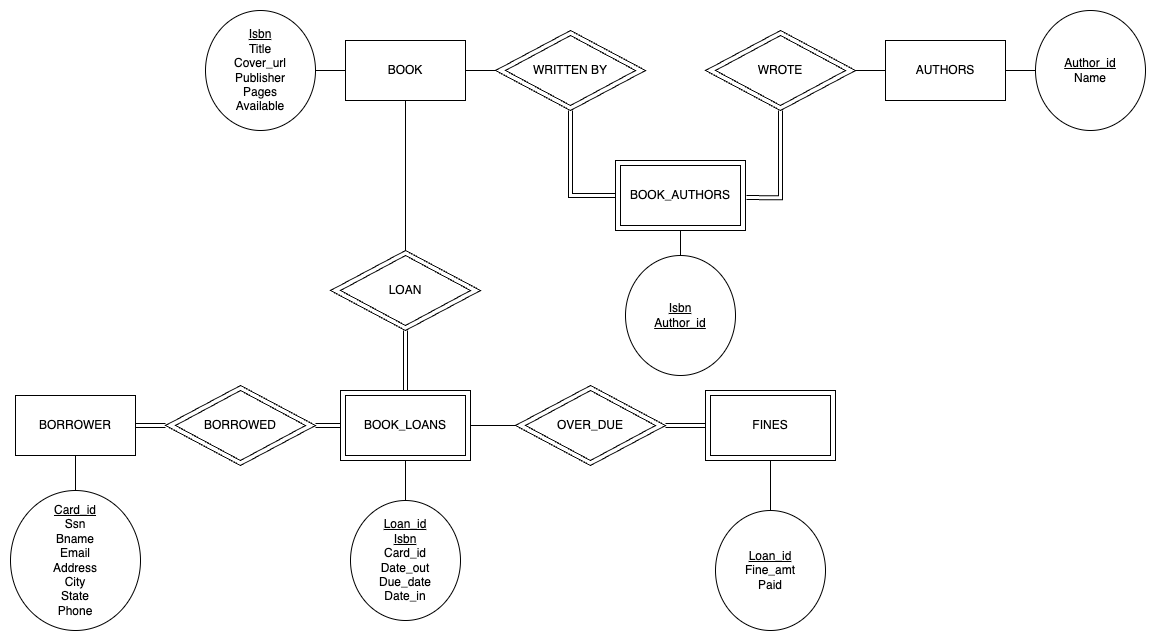 Isbn
Title
Cover_url
Publisher
Pages
Available
BOOK
WRITTEN BY
WROTE
AUTHORS
Author_id
Name
BOOK_AUTHORS
Isbn
Author_id
LOAN
BORROWER
BORROWED
BOOK_LOANS
OVER_DUE
FINES
Card_id
Ssn
Bname
Email
Address
City
State
Phone
Loan_id
Isbn
Card_id
Date_out
Due_date
Date_in
Loan_id
Fine_amt
Paid